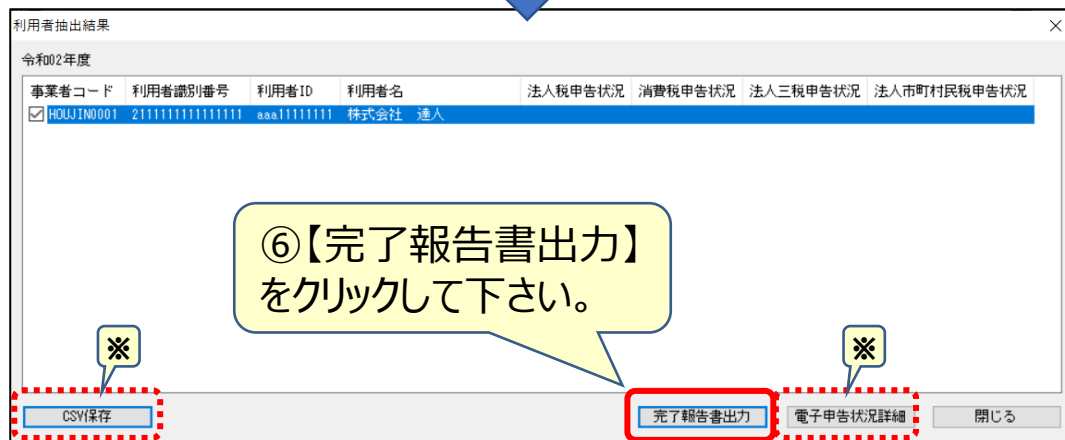 利用者抽出結果
令和02年度
事業者コード 利用者識別番号 利用者ID 利用者名 法人税申告状況 消費税申告状況 法人三税申告状況 法人市町村民税申告状況
HOUJIN0001 2111111111111111 aaa11111111 株式会社 達人
⑥【完了報告書出力】
をクリックして下さい。
※ ※
CSV保存 完了報告書出力 電子申告状況詳細 閉じる